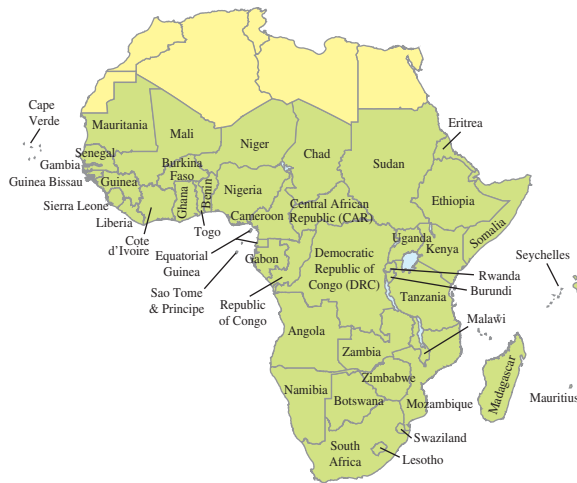 Cape
Verde
Mauritania
Mali
Niger
Chad
Sudan
Eritrea
Senegal
Gambia
Guinea Bissau
Guinea
Burkina
Faso
Sierra Leone
Liberia
Cote
d'Ivoire
Ghana
Togo
Benin
Nigeria
Cameroon
Central African
Republic (CAR)
Ethiopia
Somalia
Equatorial
Guinea
Gabon
Sao Tome
& Principe
Republic
of Congo
Democratic
Republic of
Congo (DRC)
Uganda
Kenya
Rwanda
Burundi
Tanzania
Seychelles
Malaŵi
Angola
Zambia
Zimbabwe
Namibia
Botswana
Mozambique
Madagascar
Mauritius
Swaziland
South
Africa
Lesotho